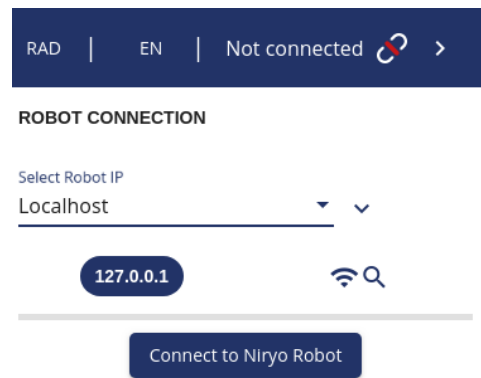 RAD | EN | Not connected
ROBOT CONNECTION
Select Robot IP
Localhost
127.0.0.1
Connect to Niryo Robot